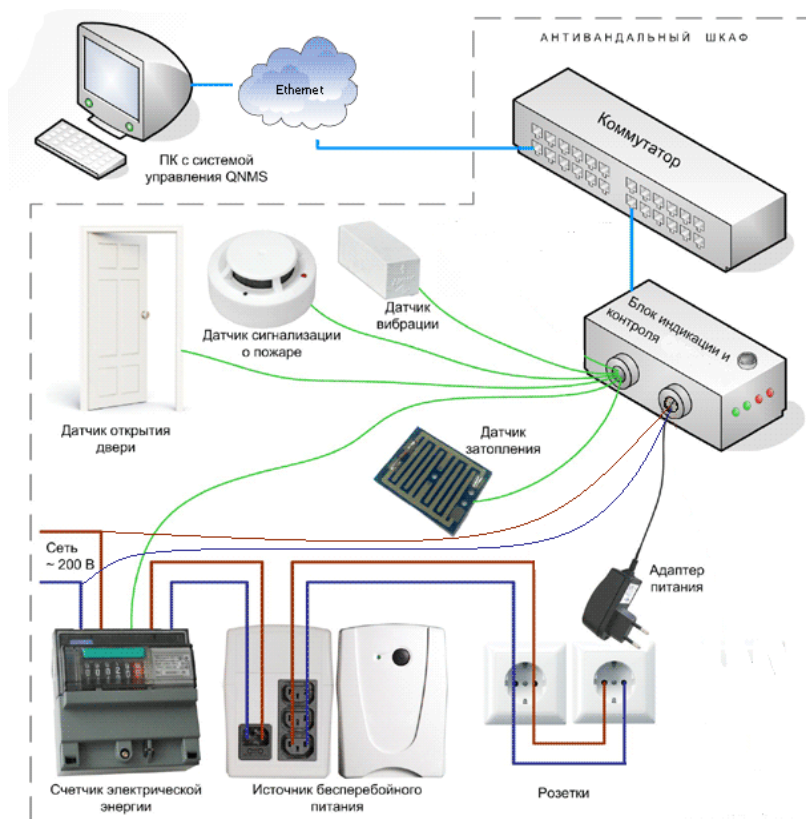 АНТИВАНДАЛЬНЫЙ ШКАФ
Ethernet
Коммутатор
ПК с системой
управления QNMS
Датчик
вибрации
Датчик сигнализации
о пожаре
Блок индикации и
контроля
Датчик открытия
двери
Датчик
затопления
Сеть
~ 200 В
Адаптер
питания
Счетчик электрической
энергии
Источник бесперебойного
питания
Розетки